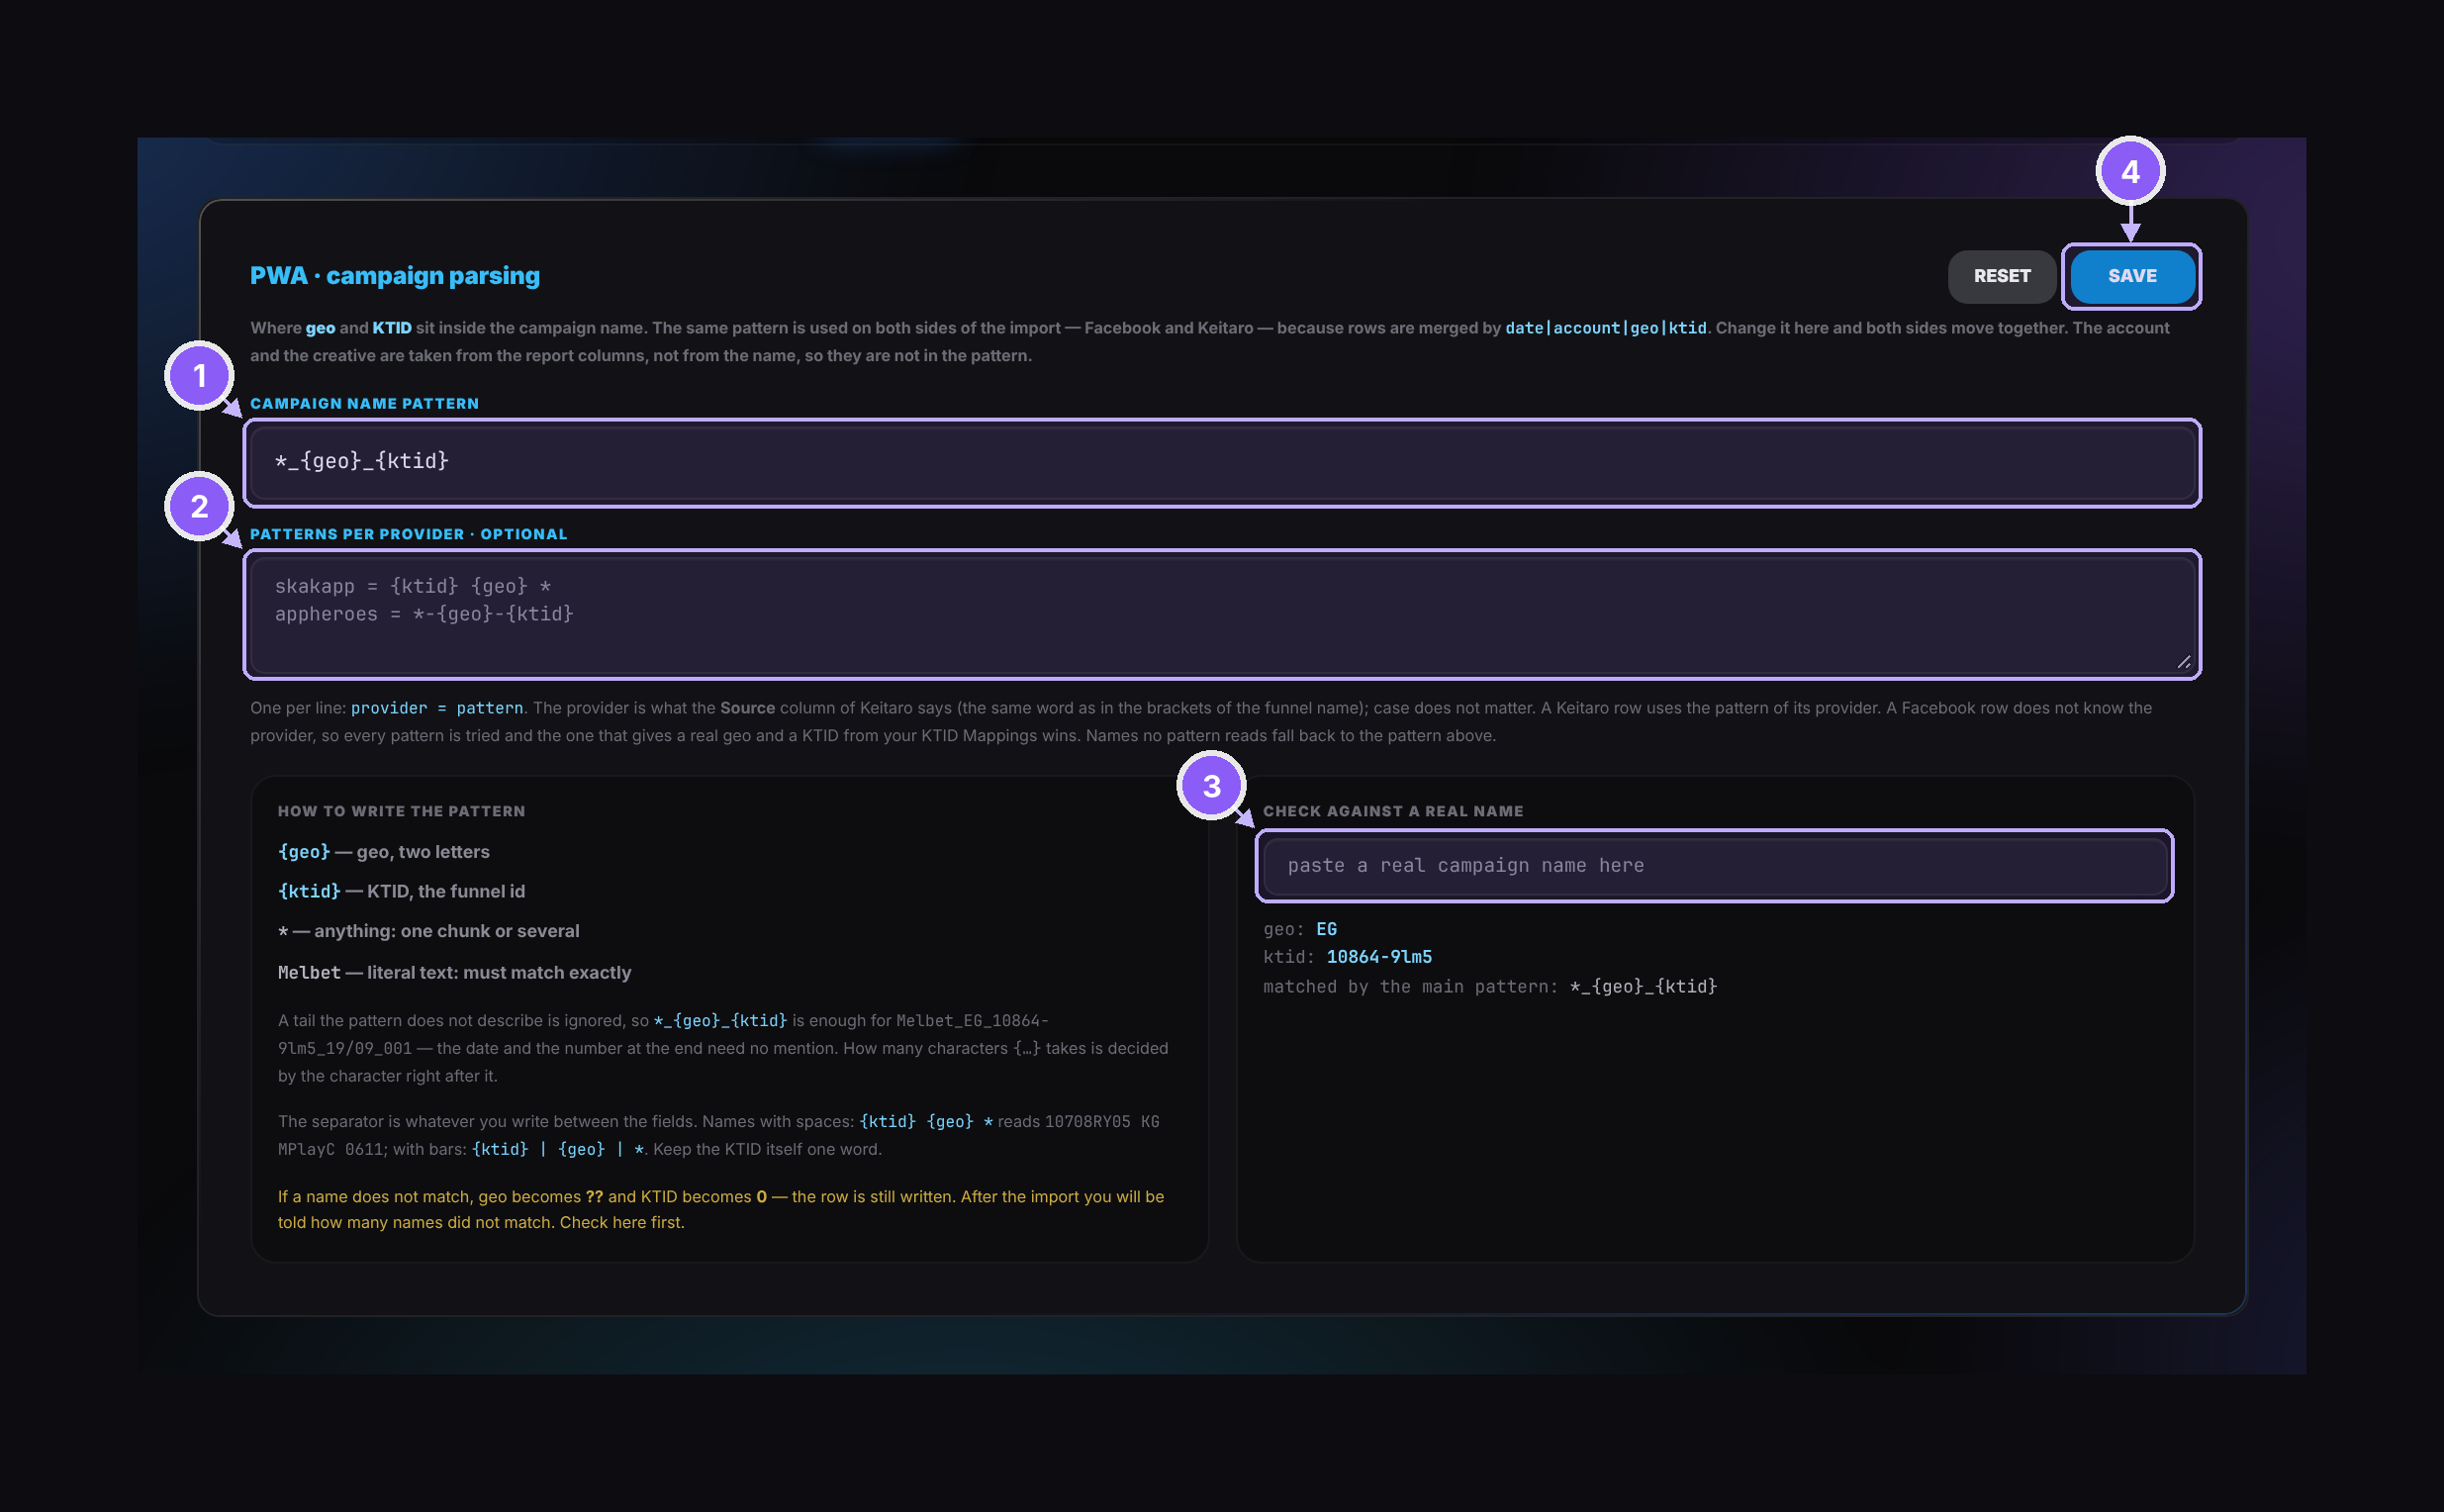 4
PWA · campaign parsing
RESET
SAVE
Where geo and KTID sit inside the campaign name. The same pattern is used on both sides of the import — Facebook and Keitaro — because rows are merged by date|account|geo|ktid. Change it here and both sides move together. The account
and the creative are taken from the report columns, not from the name, so they are not in the pattern.
1
CAMPAIGN NAME PATTERN
*_{geo}_{ktid}
2
PATTERNS PER PROVIDER · OPTIONAL
skakapp = {ktid} {geo} *
appheroes = *-{geo}-{ktid}
One per line: provider = pattern. The provider is what the Source column of Keitaro says (the same word as in the brackets of the funnel name); case does not matter. A Keitaro row uses the pattern of its provider. A Facebook row does not know the
provider, so every pattern is tried and the one that gives a real geo and a KTID from your KTID Mappings wins. Names no pattern reads fall back to the pattern above.
HOW TO WRITE THE PATTERN
{geo} — geo, two letters
{ktid} — KTID, the funnel id
* — anything: one chunk or several
Melbet — literal text: must match exactly
A tail the pattern does not describe is ignored, so *_{geo}_{ktid} is enough for Melbet_EG_10864-
9lm5_19/09_001 — the date and the number at the end need no mention. How many characters {…} takes is decided
by the character right after it.
The separator is whatever you write between the fields. Names with spaces: {ktid} {geo} * reads 10708RY05 KG
MPlayC 0611; with bars: {ktid} | {geo} | *. Keep the KTID itself one word.
If a name does not match, geo becomes ?? and KTID becomes 0 — the row is still written. After the import you will be
told how many names did not match. Check here first.
3
CHECK AGAINST A REAL NAME
paste a real campaign name here
geo: EG
ktid: 10864-9lm5
matched by the main pattern: *_{geo}_{ktid}